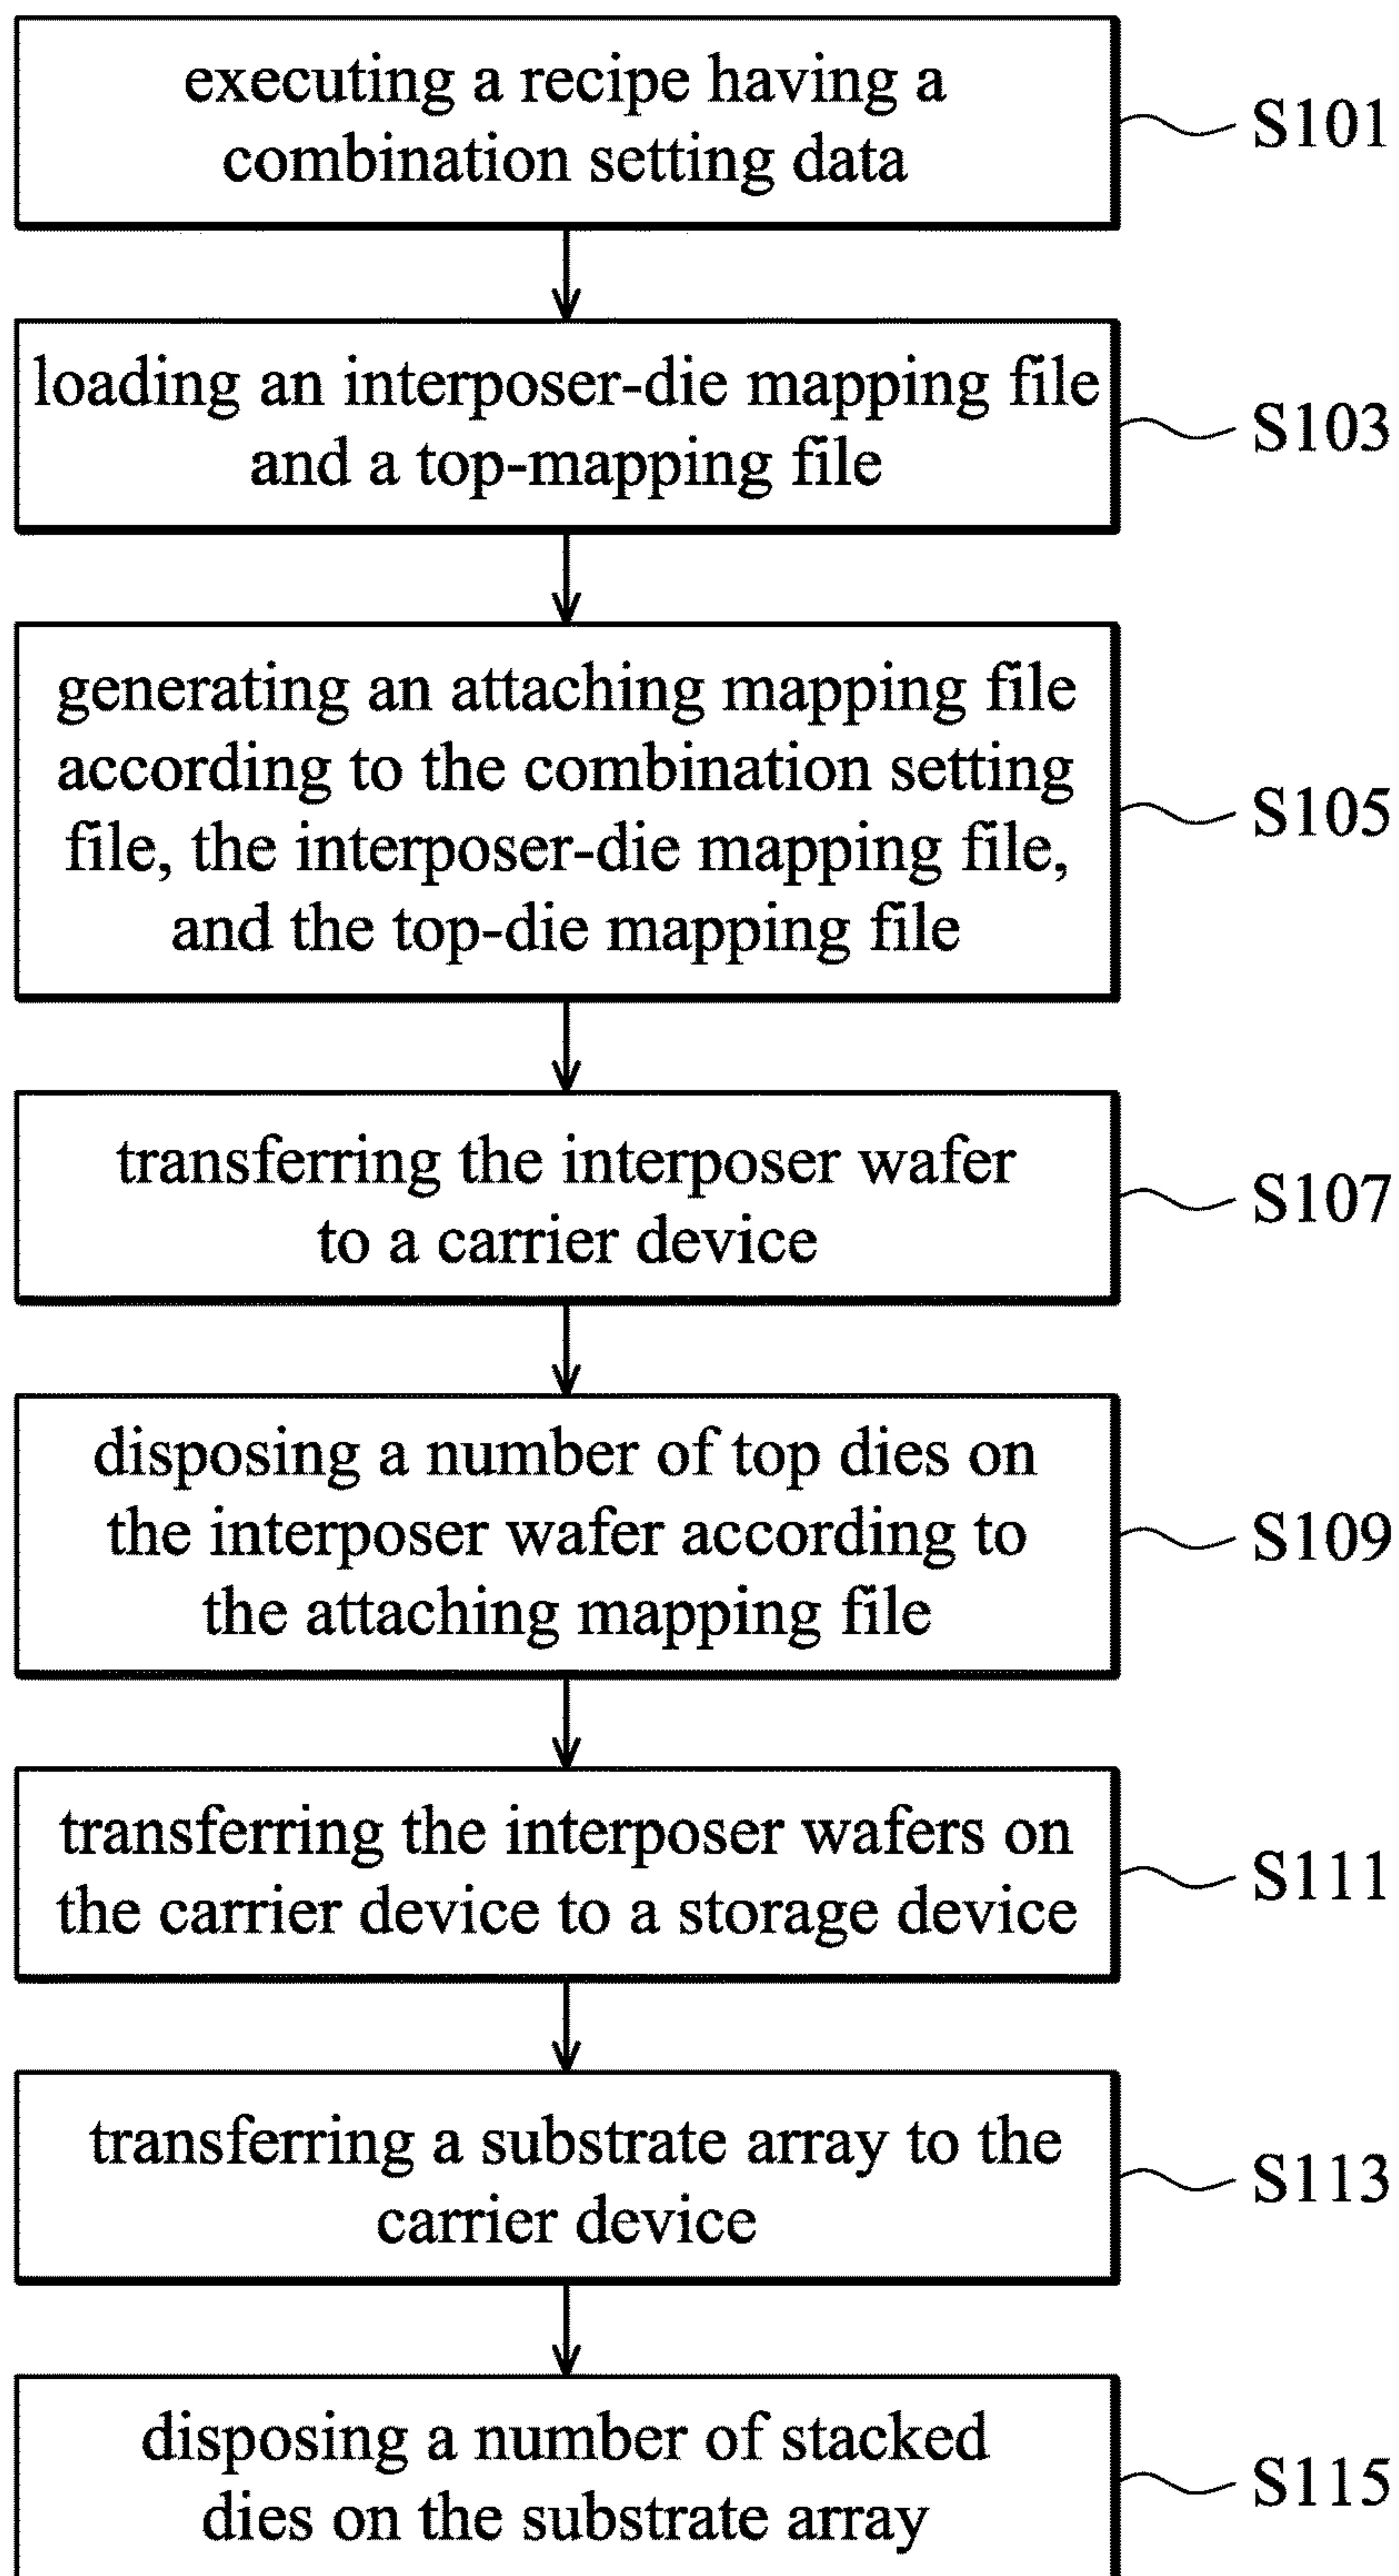 executing a recipe having a
combination setting data
S101
loading an interposer-die mapping file
and a top-mapping file
S103
generating an attaching mapping file
according to the combination setting
file, the interposer-die mapping file,
and the top-die mapping file
S105
transferring the interposer wafer
to a carrier device
S107
disposing a number of top dies on
the interposer wafer according to
the attaching mapping file
S109
transferring the interposer wafers on
the carrier device to a storage device
S111
transferring a substrate array to the
carrier device
S113
disposing a number of stacked
dies on the substrate array
S115